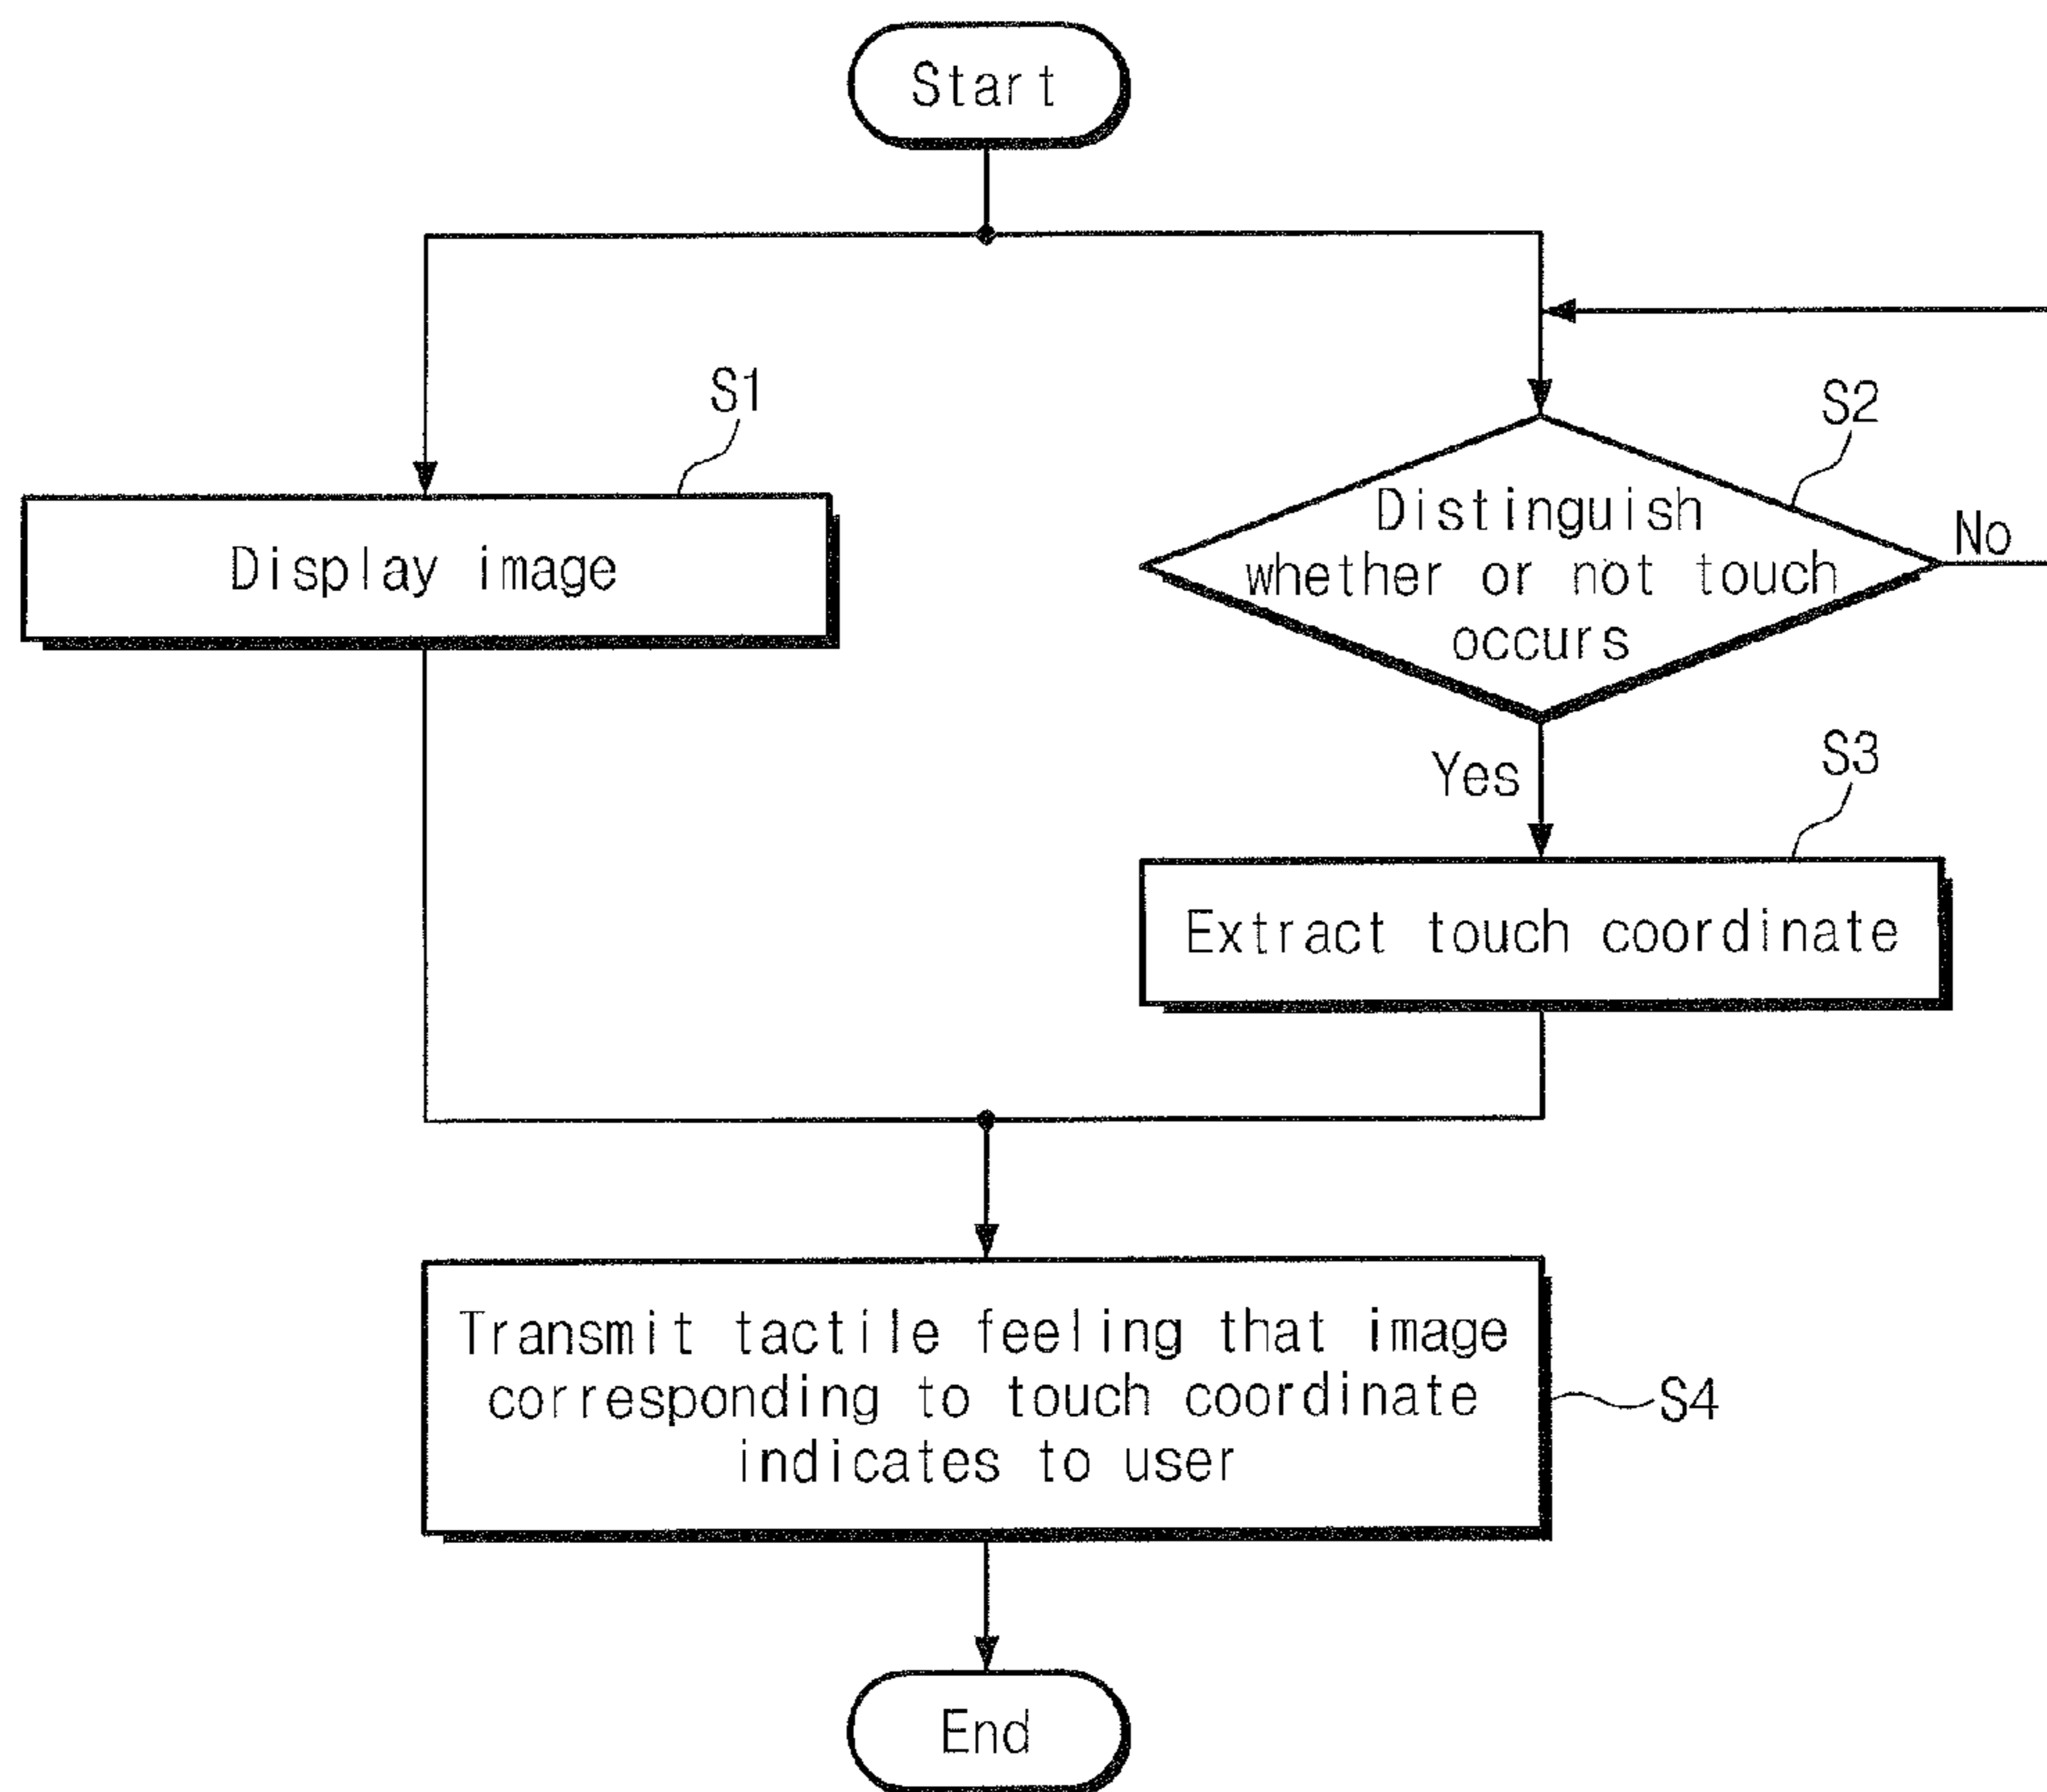 Start
S1
Display image
S2
Distinguish
whether or not touch
occurs
No
Yes
S3
Extract touch coordinate
Transmit tactile feeling that image
corresponding to touch coordinate
indicates to user
S4
End